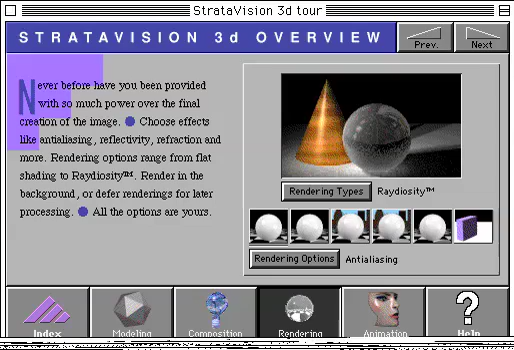 StrataVision 3d tour
STRATAVISION 3d OVERVIEW
Prev.
Next
Never before have you been provided
with so much power over the final
creation of the image. ● Choose effects
like antialiasing, reflectivity, refraction and
more. Rendering options range from flat
shading to Raydiosity™. Render in the
background, or defer renderings for later
processing. ● All the options are yours.
Rendering Types
Raydiosity™
Rendering Options
Antialiasing
Index
Modeling
Composition
Rendering
Animation
Help